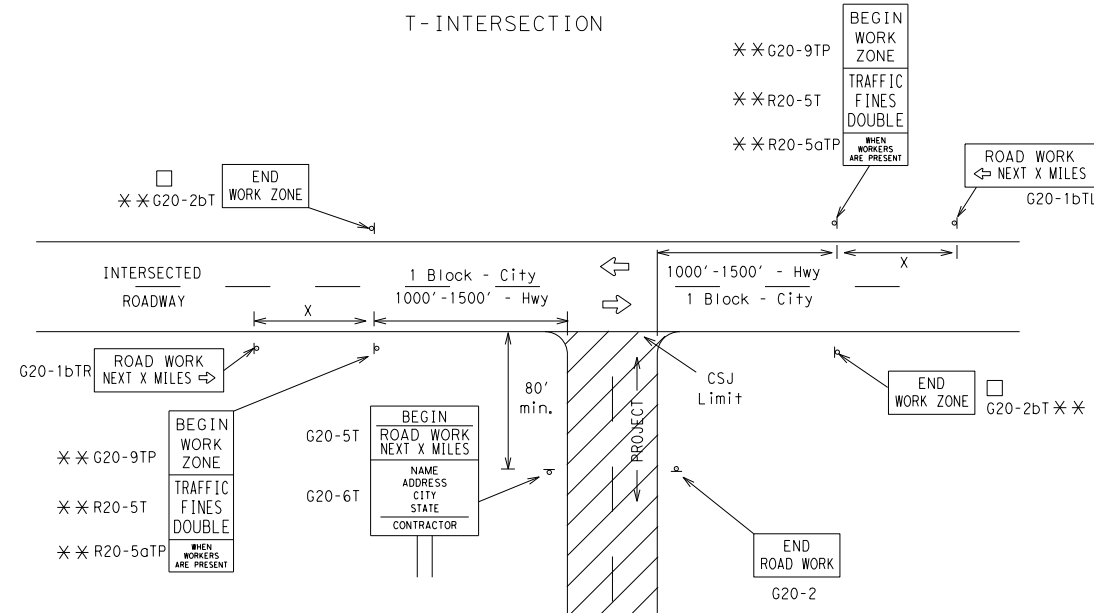 T-INTERSECTION
BEGIN
WORK
ZONE
TRAFFIC
FINES
DOUBLE
WHEN
WORKERS
ARE PRESENT
**G20-9TP
**R20-5T
**R20-5aTP
ROAD WORK
⇦ NEXT X MILES
G20-1bTL
END
WORK ZONE
□
**G20-2bT
INTERSECTED
ROADWAY
1 Block - City
1000'-1500' - Hwy
1000'-1500' - Hwy
1 Block - City
X
X
G20-1bTR
ROAD WORK
NEXT X MILES ⇨
80'
min.
CSJ
Limit
PROJECT
END
WORK ZONE
□
G20-2bT **
BEGIN
WORK
ZONE
TRAFFIC
FINES
DOUBLE
WHEN
WORKERS
ARE PRESENT
** G20-9TP
** R20-5T
** R20-5aTP
G20-5T
BEGIN
ROAD WORK
NEXT X MILES
G20-6T
NAME
ADDRESS
CITY
STATE
CONTRACTOR
END
ROAD WORK
G20-2